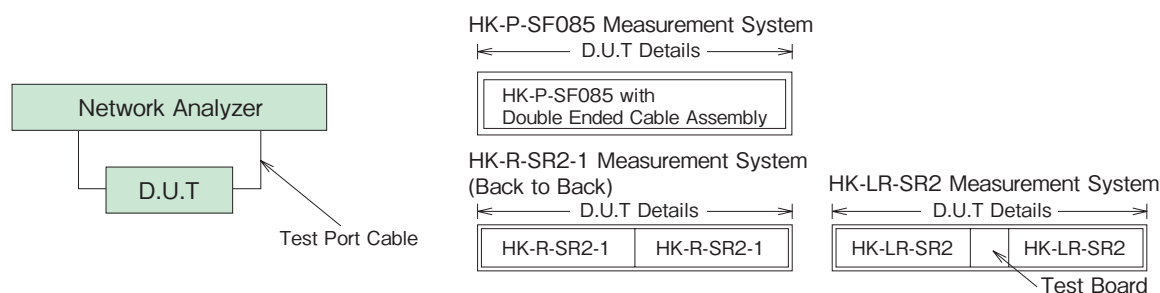 Network Analyzer
D.U.T
Test Port Cable
HK-P-SF085 Measurement System
D.U.T Details
HK-P-SF085 with
Double Ended Cable Assembly
HK-R-SR2-1 Measurement System
(Back to Back)
D.U.T Details
HK-R-SR2-1
HK-R-SR2-1
HK-LR-SR2 Measurement System
D.U.T Details
HK-LR-SR2
HK-LR-SR2
Test Board